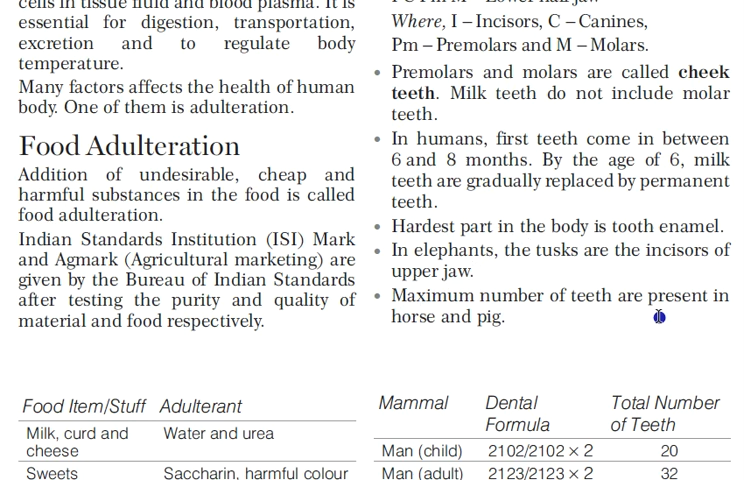 cells in tissue fluid and blood plasma. It is
essential for digestion, transportation,
excretion and to regulate body
temperature.
Many factors affects the health of human
body. One of them is adulteration.
Food Adulteration
Addition of undesirable, cheap and
harmful substances in the food is called
food adulteration.
Indian Standards Institution (ISI) Mark
and Agmark (Agricultural marketing) are
given by the Bureau of Indian Standards
after testing the purity and quality of
material and food respectively.
Food Item/Stuff Adulterant
Milk, curd and Water and urea
cheese
Sweets Saccharin, harmful colour
Where, I – Incisors, C – Canines,
Pm – Premolars and M – Molars.
• Premolars and molars are called cheek
teeth. Milk teeth do not include molar
teeth.
• In humans, first teeth come in between
6 and 8 months. By the age of 6, milk
teeth are gradually replaced by permanent
teeth.
• Hardest part in the body is tooth enamel.
• In elephants, the tusks are the incisors of
upper jaw.
• Maximum number of teeth are present in
horse and pig.
Mammal Dental Total Number
Formula of Teeth
Man (child) 2102/2102 × 2 20
Man (adult) 2123/2123 × 2 32